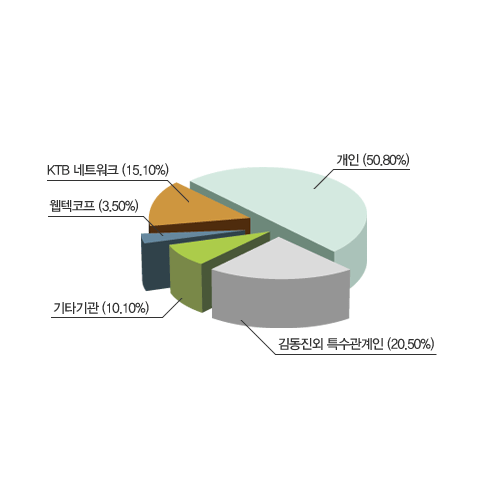 개인 (50.80%)
KTB 네트워크 (15.10%)
웹텍코프 (3.50%)
기타기관 (10.10%)
김동진외 특수관계인 (20.50%)